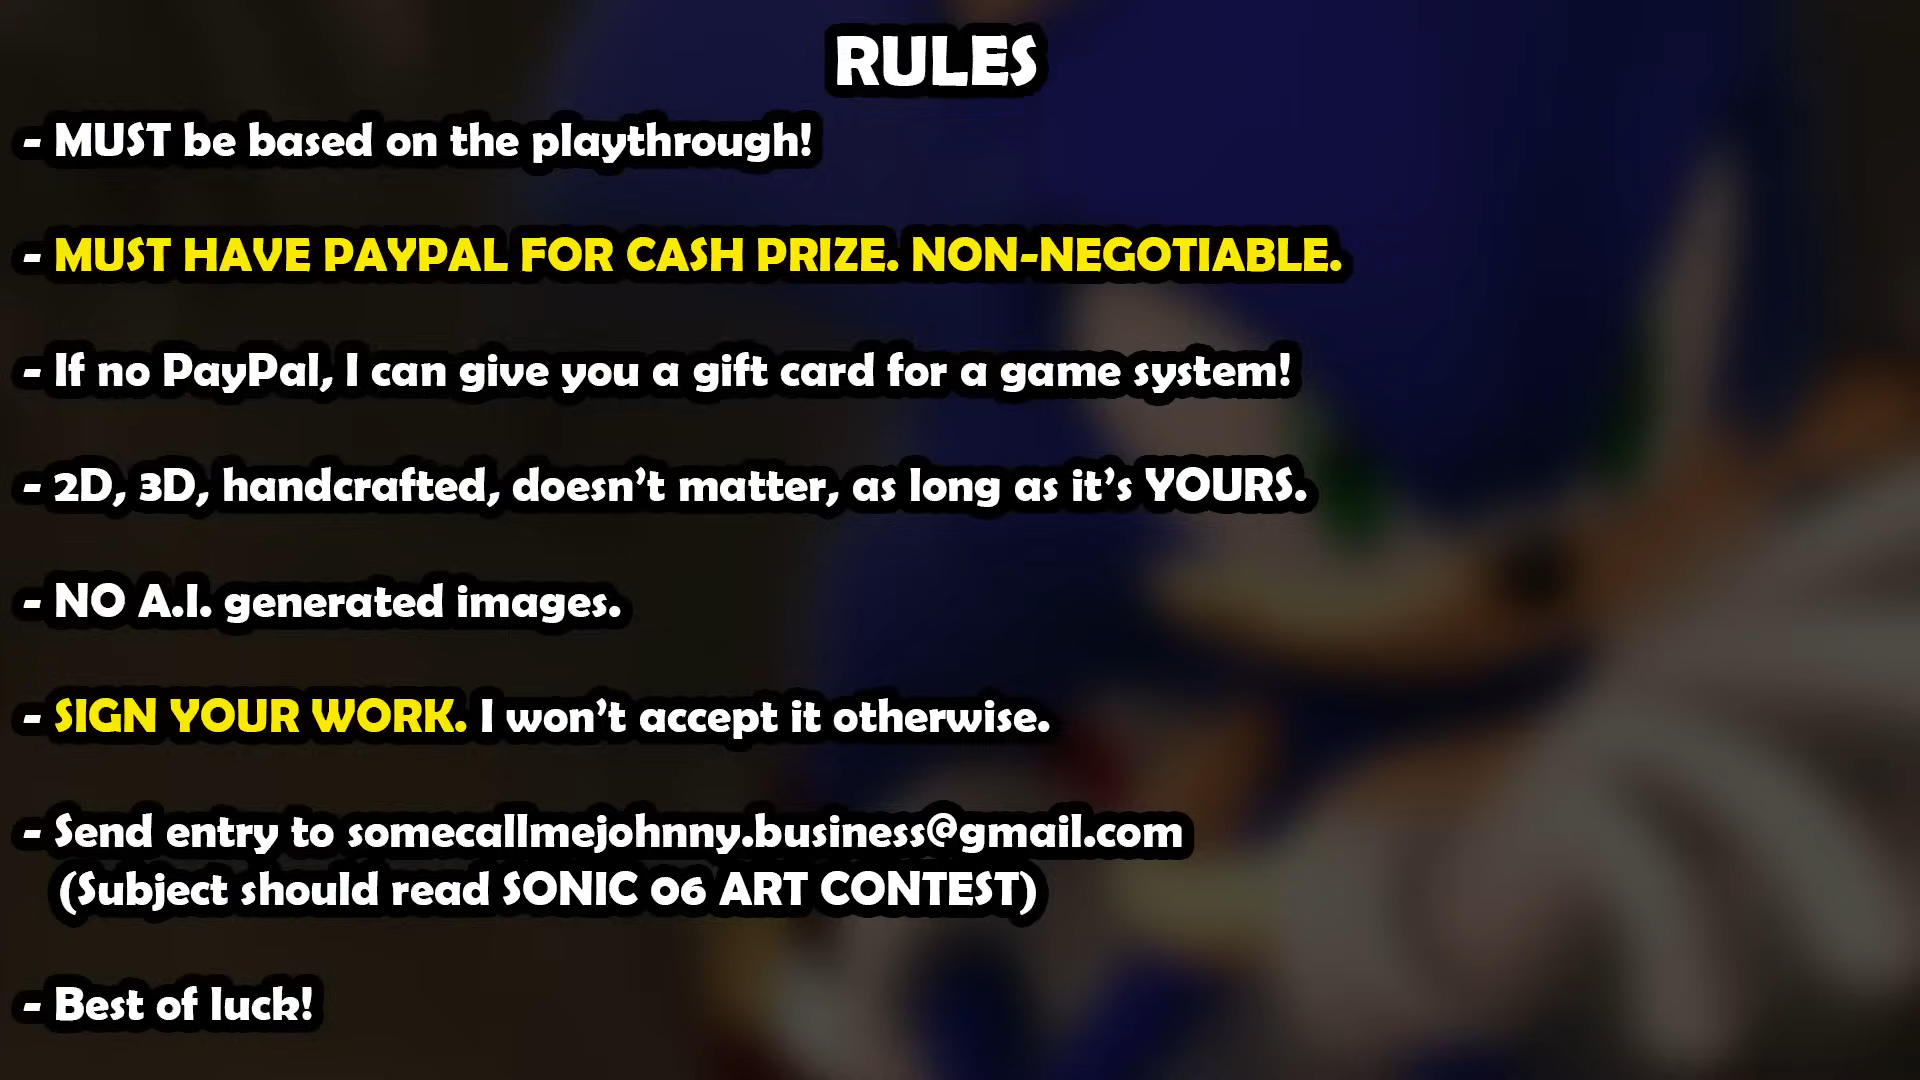 RULES
- MUST be based on the playthrough!
- MUST HAVE PAYPAL FOR CASH PRIZE. NON-NEGOTIABLE.
- If no PayPal, I can give you a gift card for a game system!
- 2D, 3D, handcrafted, doesn’t matter, as long as it’s YOURS.
- NO A.I. generated images.
- SIGN YOUR WORK. I won’t accept it otherwise.
- Send entry to somecallmejohnny.business@gmail.com
(Subject should read SONIC 06 ART CONTEST)
- Best of luck!